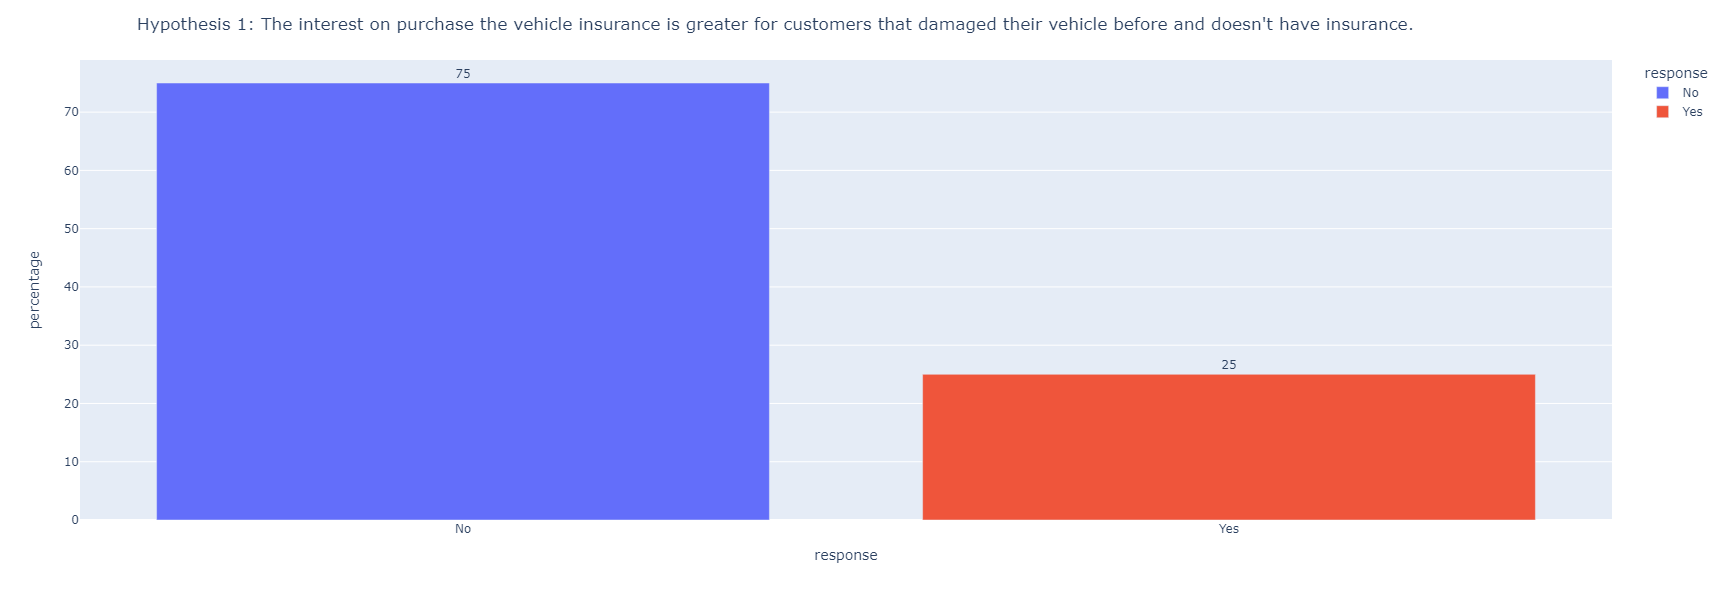 Hypothesis 1: The interest on purchase the vehicle insurance is greater for customers that damaged their vehicle before and doesn't have insurance.
response
No
Yes
75
25
percentage
70
60
50
40
30
20
10
0
No
Yes
response